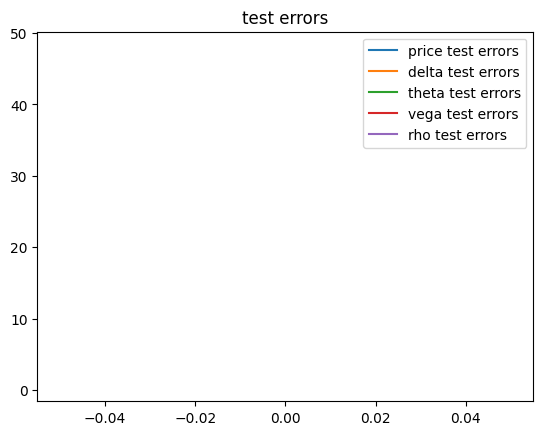 test errors
price test errors
delta test errors
theta test errors
vega test errors
rho test errors
50
40
30
20
10
0
−0.04 −0.02 0.00 0.02 0.04